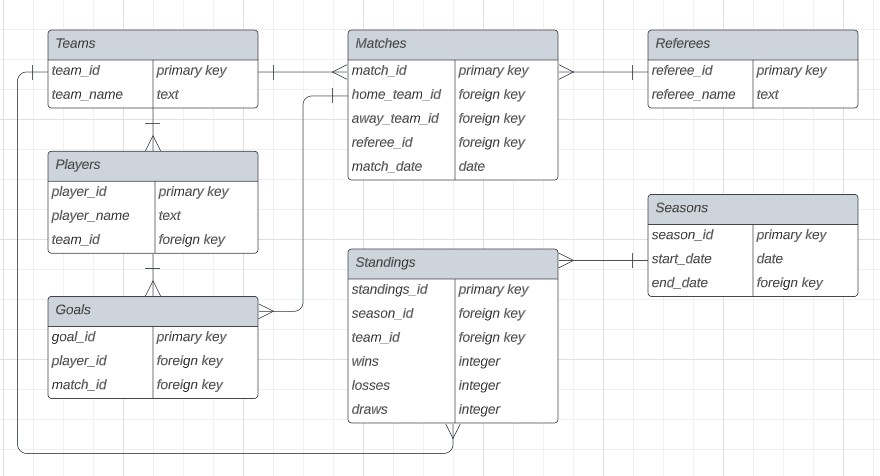 Teams
team_id primary key
team_name text
Matches
match_id primary key
home_team_id foreign key
away_team_id foreign key
referee_id foreign key
match_date date
Referees
referee_id primary key
referee_name text
Players
player_id primary key
player_name text
team_id foreign key
Seasons
season_id primary key
start_date date
end_date foreign key
Standings
standings_id primary key
season_id foreign key
team_id foreign key
wins integer
losses integer
draws integer
Goals
goal_id primary key
player_id foreign key
match_id foreign key